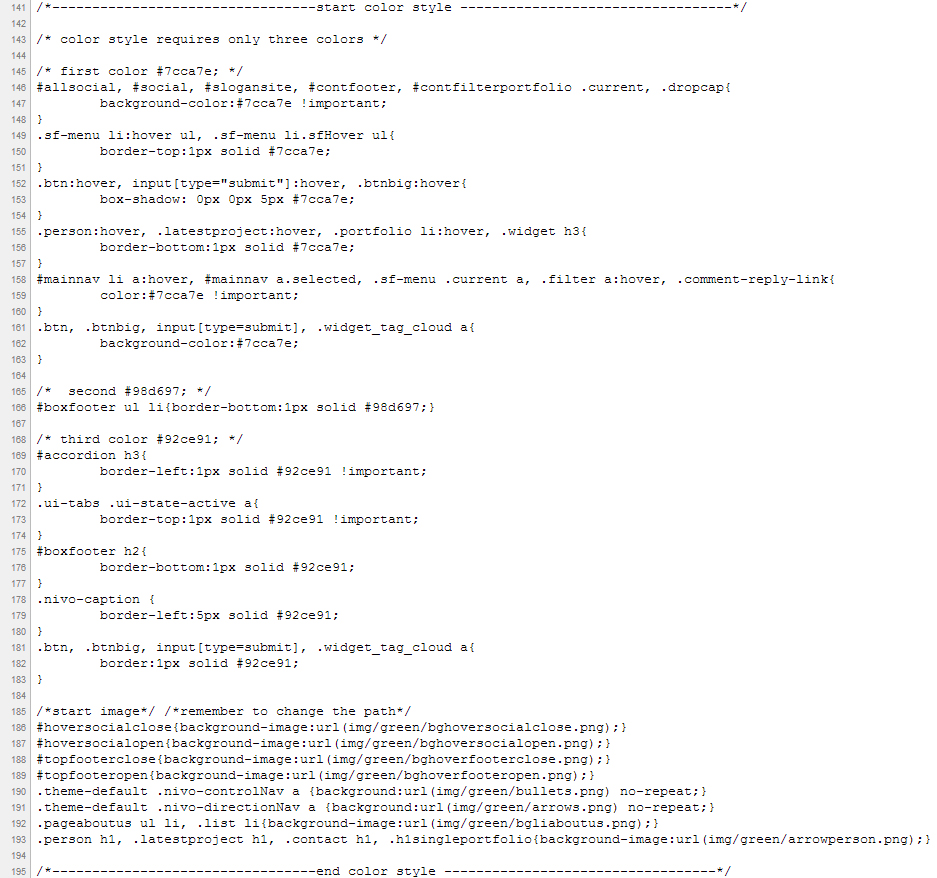 141 /*---------------------------------start color style ----------------------------------*/
142
143 /* color style requires only three colors */
144
145 /* first color #7cca7e; */
146 #allsocial, #social, #slogansite, #contfooter, #contfilterportfolio .current, .dropcap{
147 background-color:#7cca7e !important;
148 }
149 .sf-menu li:hover ul, .sf-menu li.sfHover ul{
150 border-top:1px solid #7cca7e;
151 }
152 .btn:hover, input[type="submit"]:hover, .btnbig:hover{
153 box-shadow: 0px 0px 5px #7cca7e;
154 }
155 .person:hover, .latestproject:hover, .portfolio li:hover, .widget h3{
156 border-bottom:1px solid #7cca7e;
157 }
158 #mainnav li a:hover, #mainnav a.selected, .sf-menu .current a, .filter a:hover, .comment-reply-link{
159 color:#7cca7e !important;
160 }
161 .btn, .btnbig, input[type=submit], .widget_tag_cloud a{
162 background-color:#7cca7e;
163 }
164
165 /*  second #98d697; */
166 #boxfooter ul li{border-bottom:1px solid #98d697;}
167
168 /* third color #92ce91; */
169 #accordion h3{
170 border-left:1px solid #92ce91 !important;
171 }
172 .ui-tabs .ui-state-active a{
173 border-top:1px solid #92ce91 !important;
174 }
175 #boxfooter h2{
176 border-bottom:1px solid #92ce91;
177 }
178 .nivo-caption {
179 border-left:5px solid #92ce91;
180 }
181 .btn, .btnbig, input[type=submit], .widget_tag_cloud a{
182 border:1px solid #92ce91;
183 }
184
185 /*start image*/ /*remember to change the path*/
186 #hoversocialclose{background-image:url(img/green/bghoversocialclose.png);}
187 #hoversocialopen{background-image:url(img/green/bghoversocialopen.png);}
188 #topfooterclose{background-image:url(img/green/bghoverfooterclose.png);}
189 #topfooteropen{background-image:url(img/green/bghoverfooteropen.png);}
190 .theme-default .nivo-controlNav a {background:url(img/green/bullets.png) no-repeat;}
191 .theme-default .nivo-directionNav a {background:url(img/green/arrows.png) no-repeat;}
192 .pageaboutus ul li, .list li{background-image:url(img/green/bgliaboutus.png);}
193 .person h1, .latestproject h1, .contact h1, .h1singleportfolio{background-image:url(img/green/arrowperson.png);}
194
195 /*---------------------------------end color style ----------------------------------*/